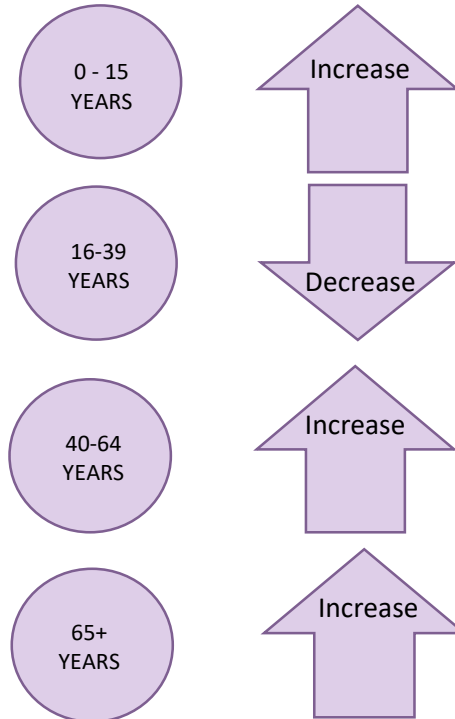 0 - 15
YEARS
Increase
16-39
YEARS
Decrease
40-64
YEARS
Increase
65+
YEARS
Increase